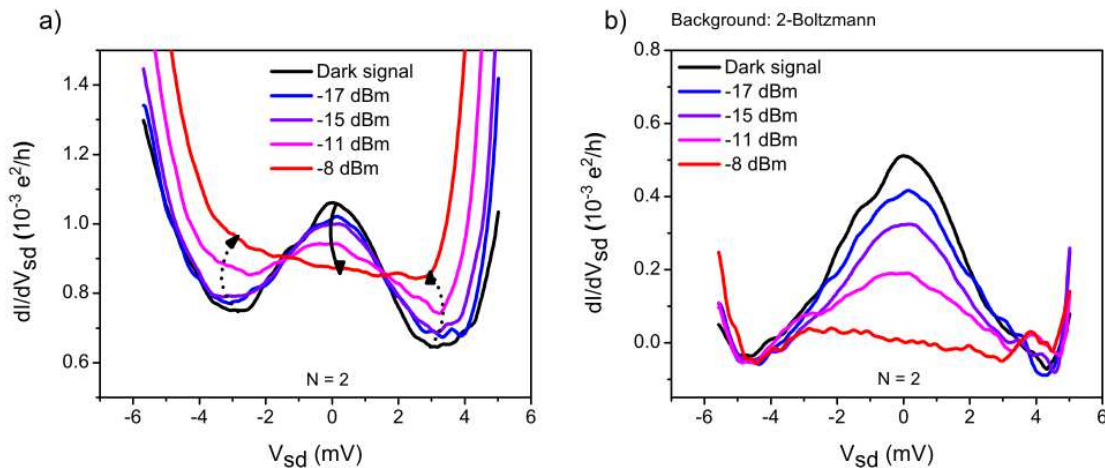 a)
dI/dVsd (10⁻³ e²/h)
1.4
1.2
1.0
0.8
0.6
Dark signal
-17 dBm
-15 dBm
-11 dBm
-8 dBm
N = 2
-6 -4 -2 0 2 4 6
Vsd (mV)
b)
Background: 2-Boltzmann
dI/dVsd (10⁻³ e²/h)
0.8
0.6
0.4
0.2
0.0
Dark signal
-17 dBm
-15 dBm
-11 dBm
-8 dBm
N = 2
-6 -4 -2 0 2 4 6
Vsd (mV)